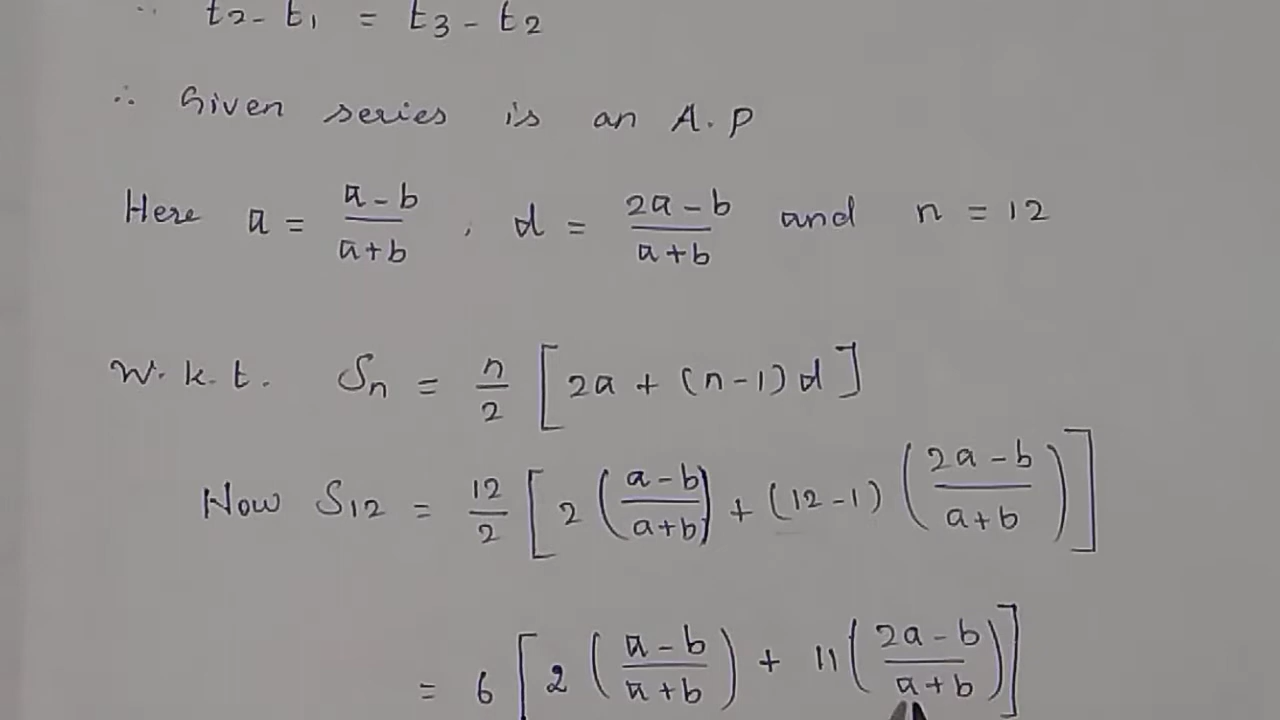 ∵ t₂ - t₁ = t₃ - t₂
∴ Given series is an A.P
Here a = (a-b)/(a+b), d = (2a-b)/(a+b) and n = 12
W.k.t. Sₙ = n/2 [2a + (n-1)d]
Now S₁₂ = 12/2 [2((a-b)/(a+b)) + (12-1)((2a-b)/(a+b))]
= 6 [2((a-b)/(a+b)) + 11((2a-b)/(a+b))]